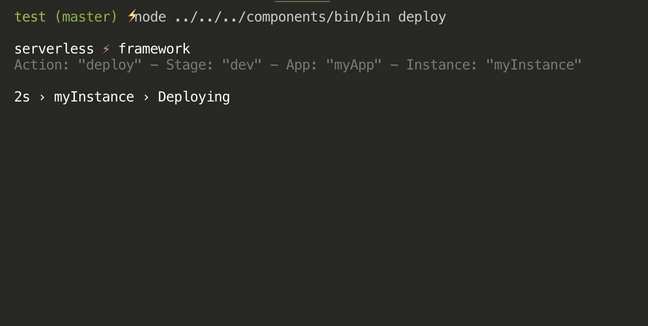 test (master) ⚡node ../../../components/bin/bin deploy
serverless ⚡ framework
Action: "deploy" - Stage: "dev" - App: "myApp" - Instance: "myInstance"
2s › myInstance › Deploying